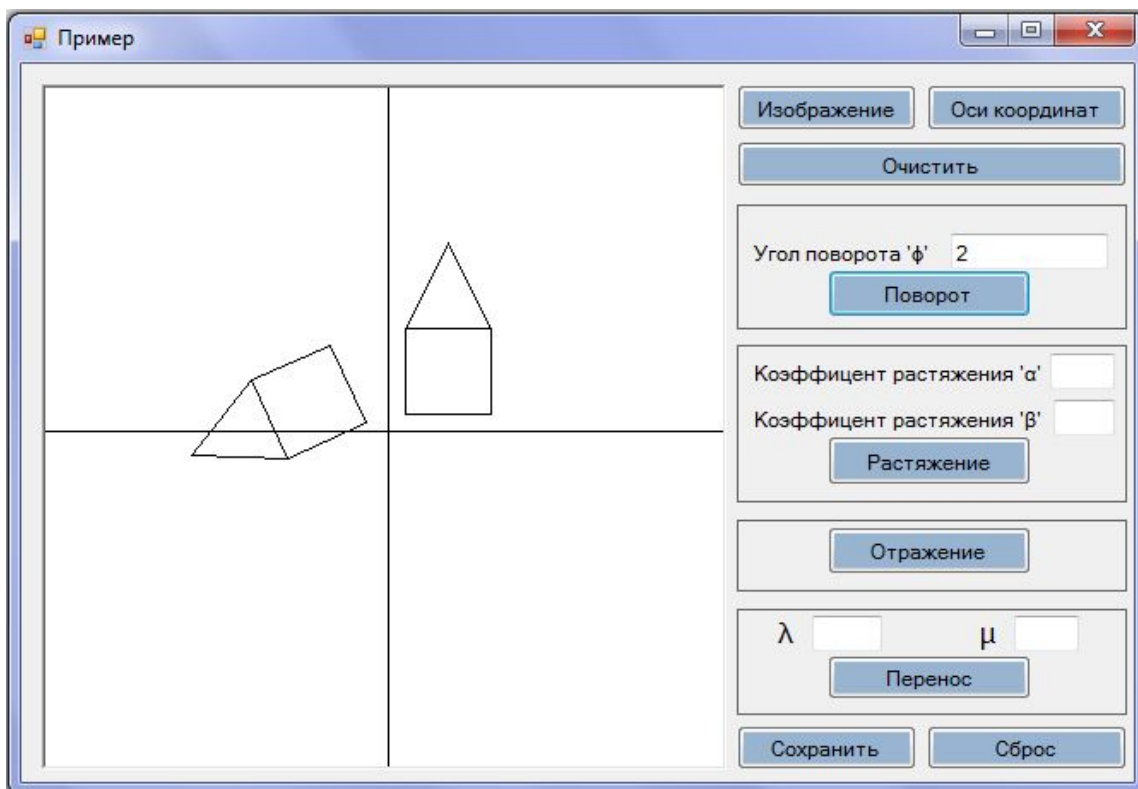 Пример
Изображение
Оси координат
Очистить
Угол поворота 'ϕ' 2
Поворот
Коэффицент растяжения 'α'
Коэффицент растяжения 'β'
Растяжение
Отражение
λ μ
Перенос
Сохранить
Сброс